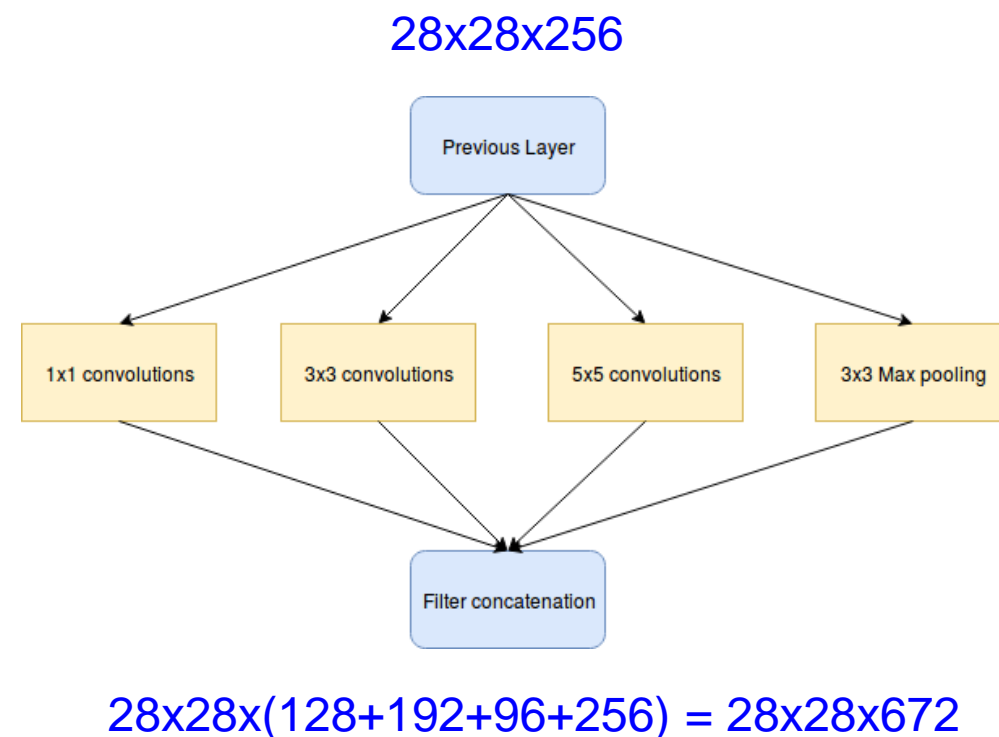 28x28x256
Previous Layer
1x1 convolutions
3x3 convolutions
5x5 convolutions
3x3 Max pooling
Filter concatenation
28x28x(128+192+96+256) = 28x28x672